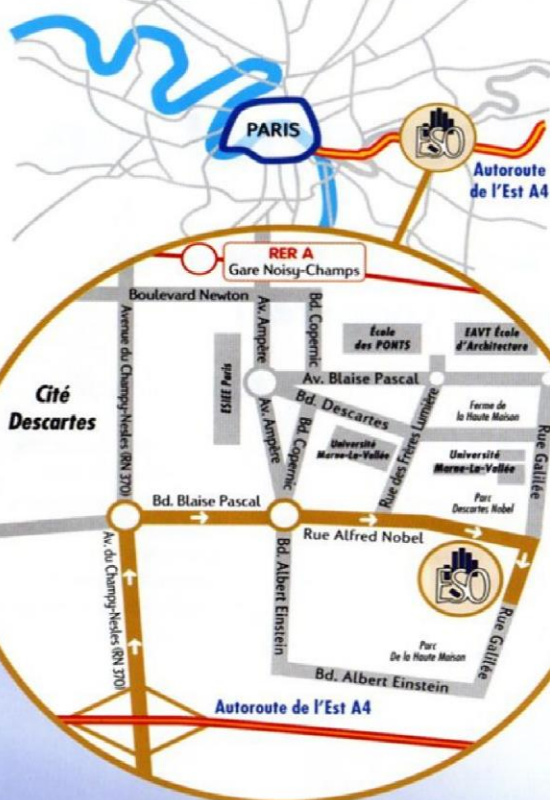 PARIS
ESO
Autoroute
de l'Est A4
RER A
Gare Noisy-Champs
Boulevard Newton
Av. Ampère
Bd. Copernic
École
des PONTS
EAVT École
d'Architecture
Avenue du Champy-Nesles (RN 370)
ESIEE Paris
Av. Blaise Pascal
Cité
Descartes
Bd. Descartes
Av. Ampère
Bd. Copernic
Rue des Frères Lumière
Ferme de
la Haute Maison
Université
Marne-La-Vallée
Université
Marne-La-Vallée
Rue Galilée
Parc
Descartes Nobel
Bd. Blaise Pascal
Rue Alfred Nobel
Av. du Champy-Nesles (RN 370)
Bd. Albert Einstein
ESO
Rue Galilée
Parc
De la Haute Maison
Bd. Albert Einstein
Autoroute de l'Est A4